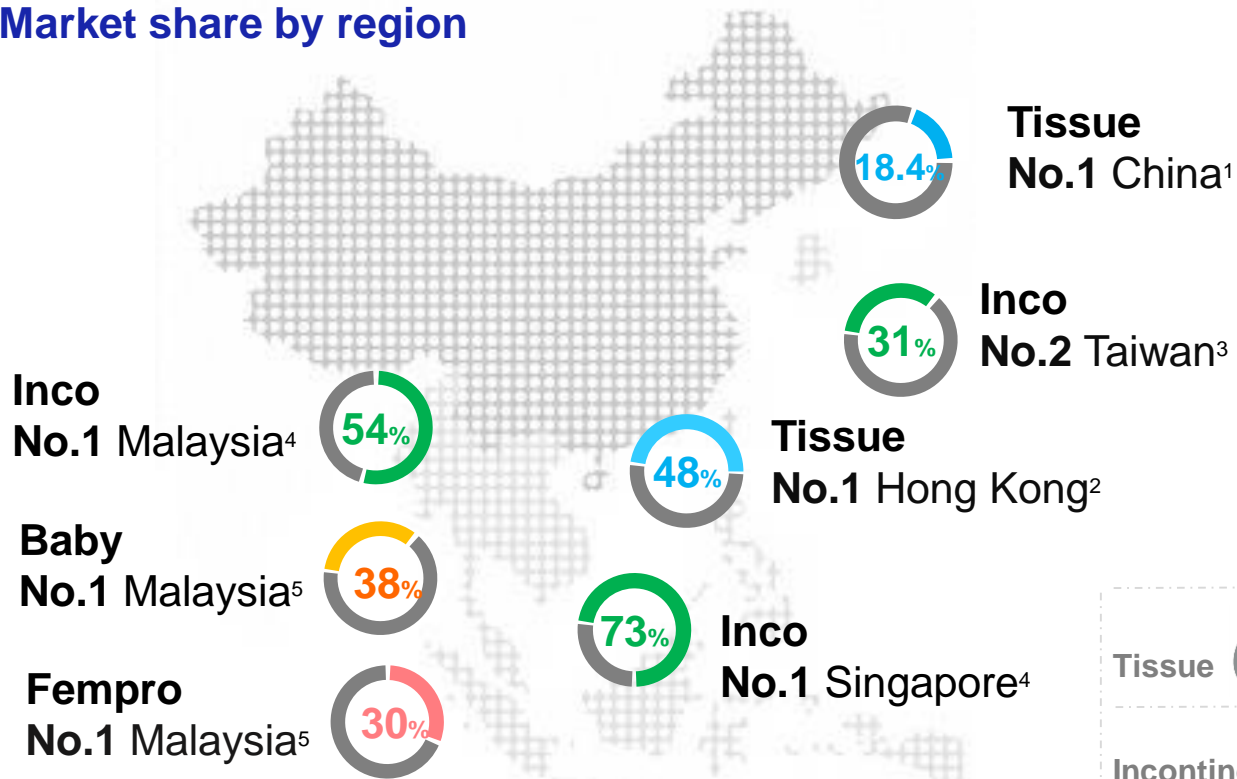 Market share by region
18.4%
Tissue
No.1 China¹
31%
Inco
No.2 Taiwan³
Inco
No.1 Malaysia⁴
54%
48%
Tissue
No.1 Hong Kong²
Baby
No.1 Malaysia⁵
38%
73%
Inco
No.1 Singapore⁴
Fempro
No.1 Malaysia⁵
30%
Tissue